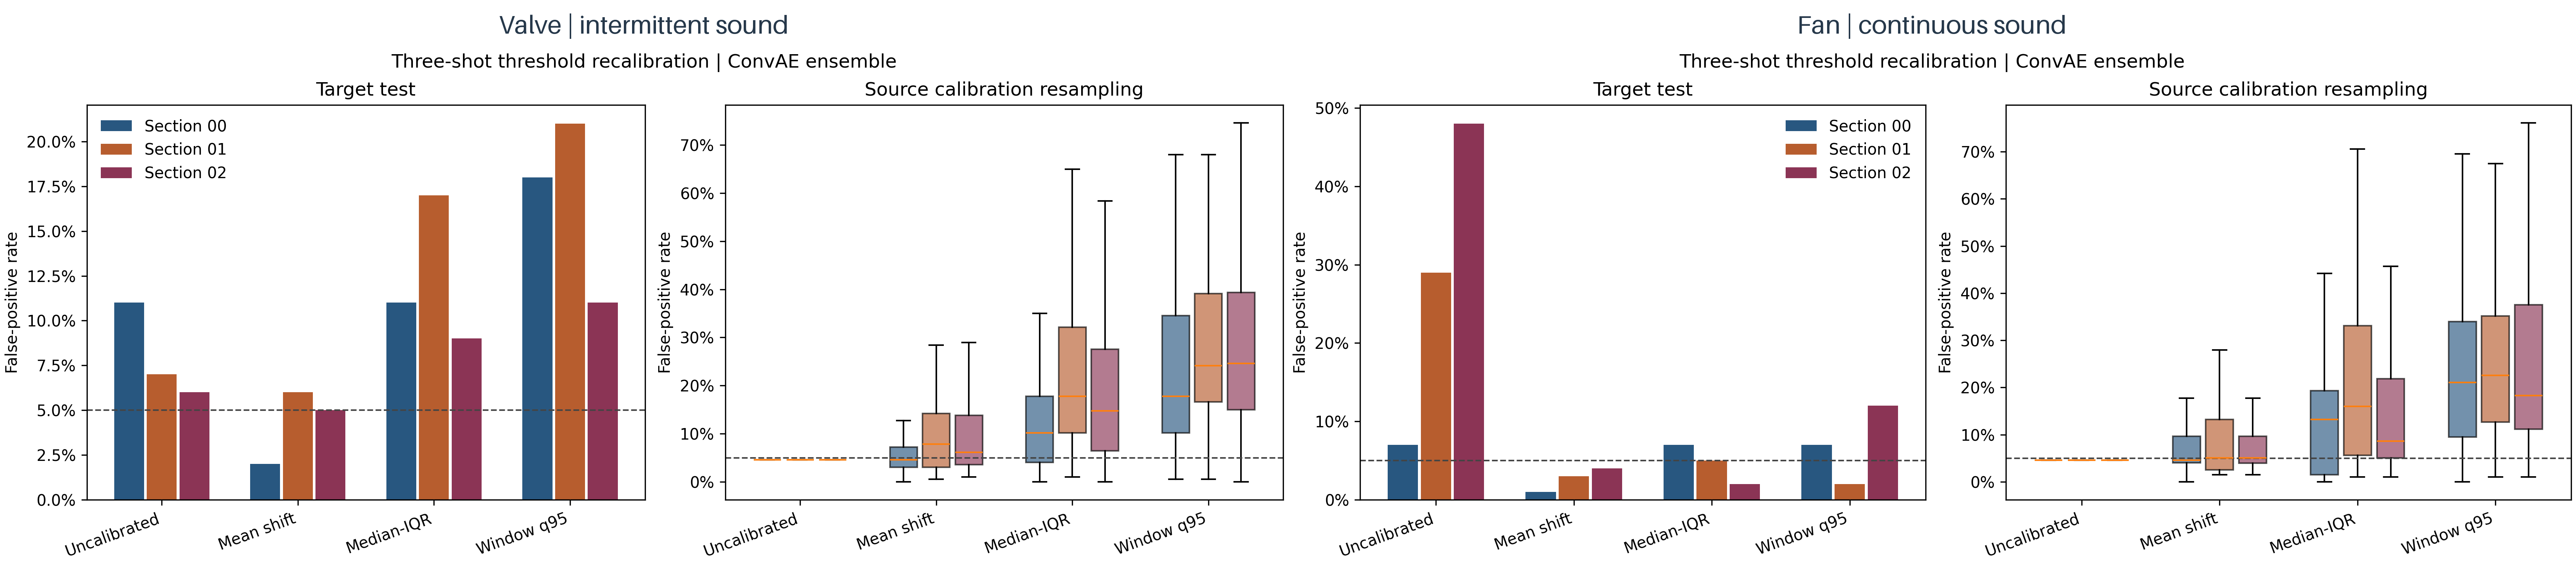 Valve | intermittent sound
Three-shot threshold recalibration | ConvAE ensemble
Target test
False-positive rate
20.0%
17.5%
15.0%
12.5%
10.0%
7.5%
5.0%
2.5%
0.0%
Section 00
Section 01
Section 02
Uncalibrated
Mean shift
Median-IQR
Window q95
Source calibration resampling
False-positive rate
70%
60%
50%
40%
30%
20%
10%
0%
Uncalibrated
Mean shift
Median-IQR
Window q95
Fan | continuous sound
Three-shot threshold recalibration | ConvAE ensemble
Target test
False-positive rate
50%
40%
30%
20%
10%
0%
Section 00
Section 01
Section 02
Uncalibrated
Mean shift
Median-IQR
Window q95
Source calibration resampling
False-positive rate
70%
60%
50%
40%
30%
20%
10%
0%
Uncalibrated
Mean shift
Median-IQR
Window q95